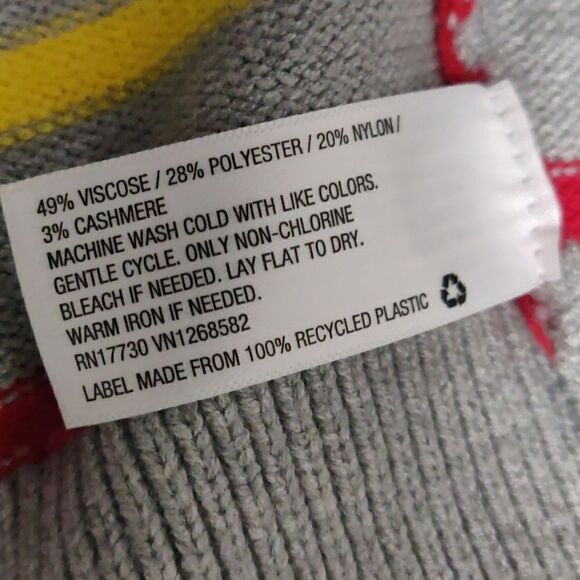 49% VISCOSE / 28% POLYESTER / 20% NYLON /
3% CASHMERE
MACHINE WASH COLD WITH LIKE COLORS.
GENTLE CYCLE. ONLY NON-CHLORINE
BLEACH IF NEEDED. LAY FLAT TO DRY.
WARM IRON IF NEEDED.
RN17730 VN1268582
LABEL MADE FROM 100% RECYCLED PLASTIC